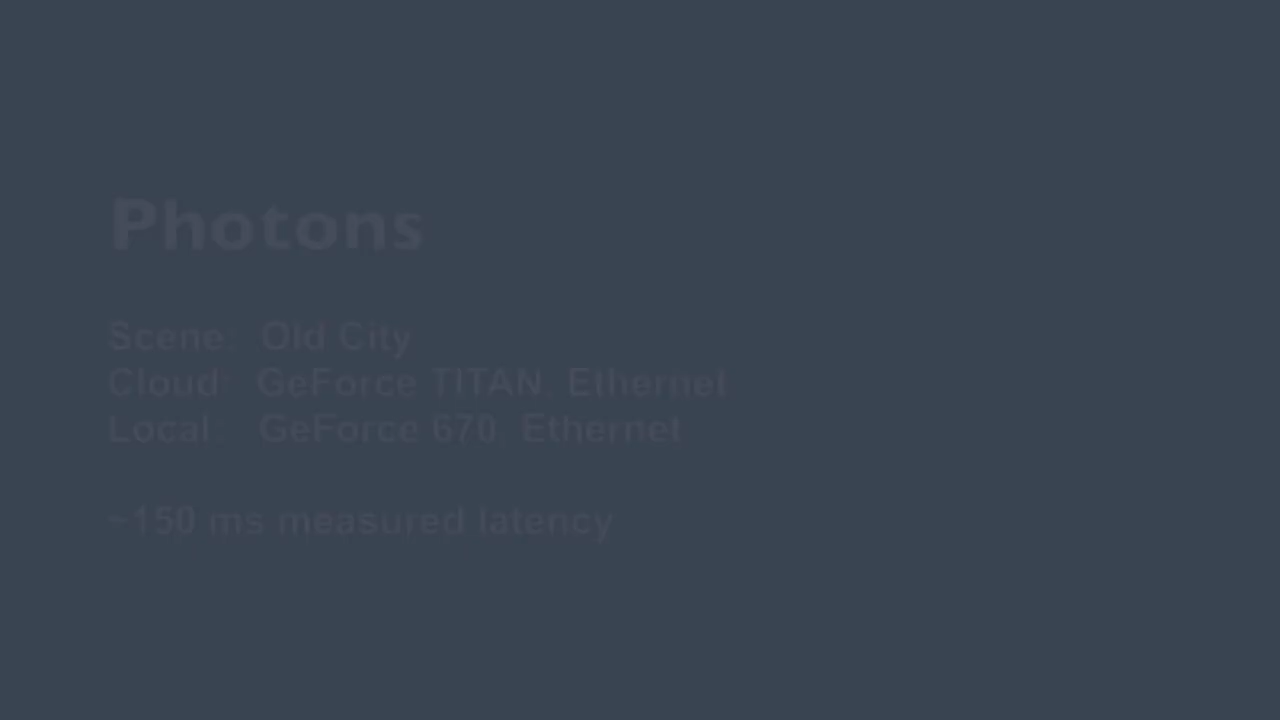 Photons
Scene: Old City
Cloud: GeForce TITAN, Ethernet
Local: GeForce 670, Ethernet
~150 ms measured latency